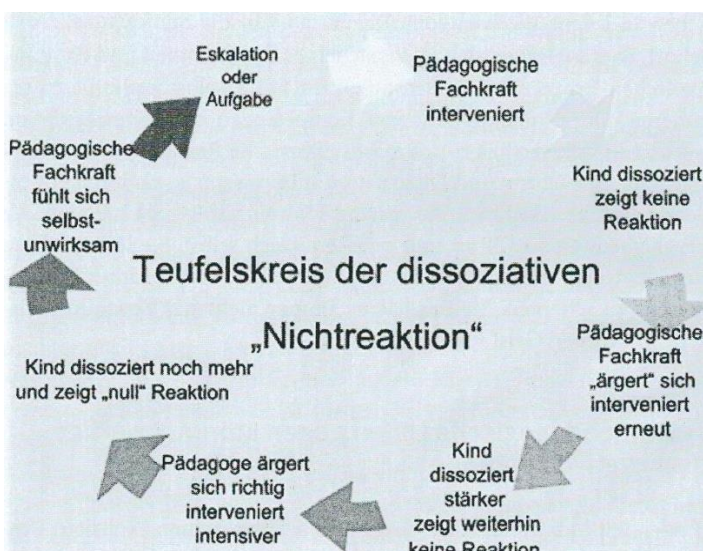 Eskalation
oder
Aufgabe
Pädagogische
Fachkraft
interveniert
Kind dissoziert
zeigt keine
Reaktion
Pädagogische
Fachkraft
„ärgert“ sich
interveniert
erneut
Kind
dissoziert
stärker
zeigt weiterhin
keine Reaktion
Pädagoge ärgert
sich richtig
interveniert
intensiver
Kind dissoziert noch mehr
und zeigt „null“ Reaktion
Pädagogische
Fachkraft
fühlt sich
selbst-
unwirksam
Teufelskreis der dissoziativen
„Nichtreaktion“